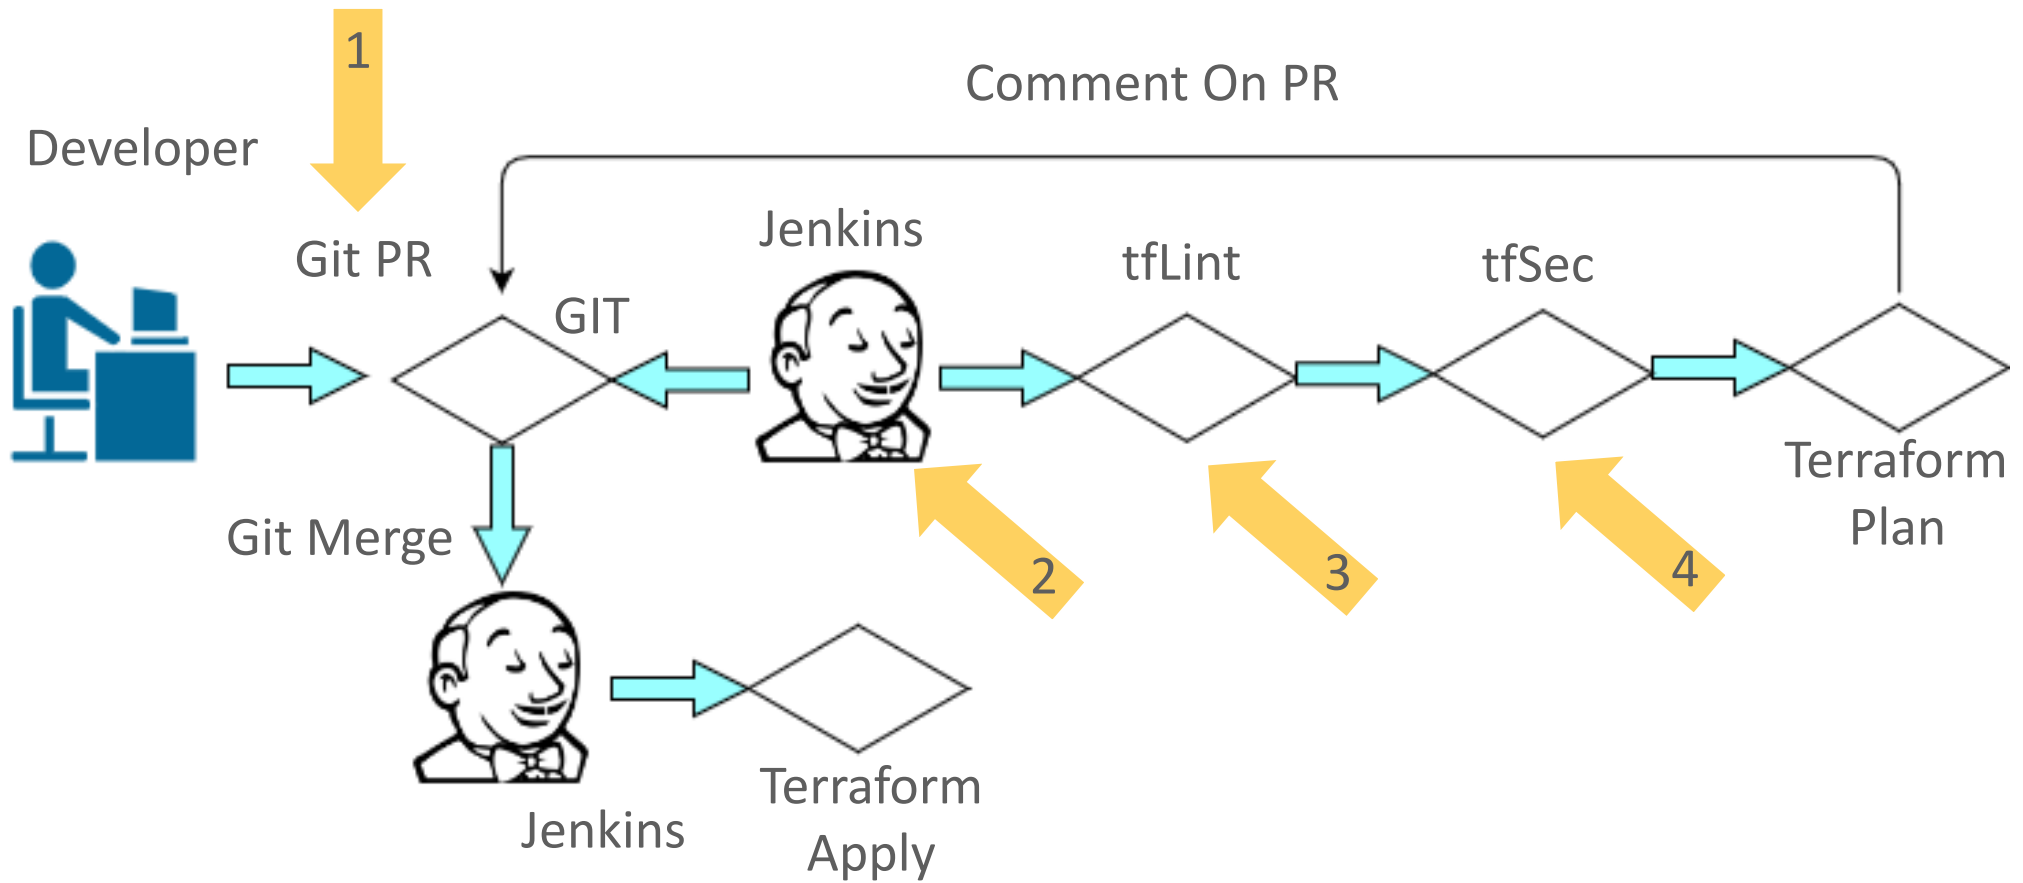 1
Comment On PR
Developer
Jenkins
Git PR
tfLint
tfSec
GIT
Terraform
Plan
Git Merge
2
3
4
Terraform
Apply
Jenkins